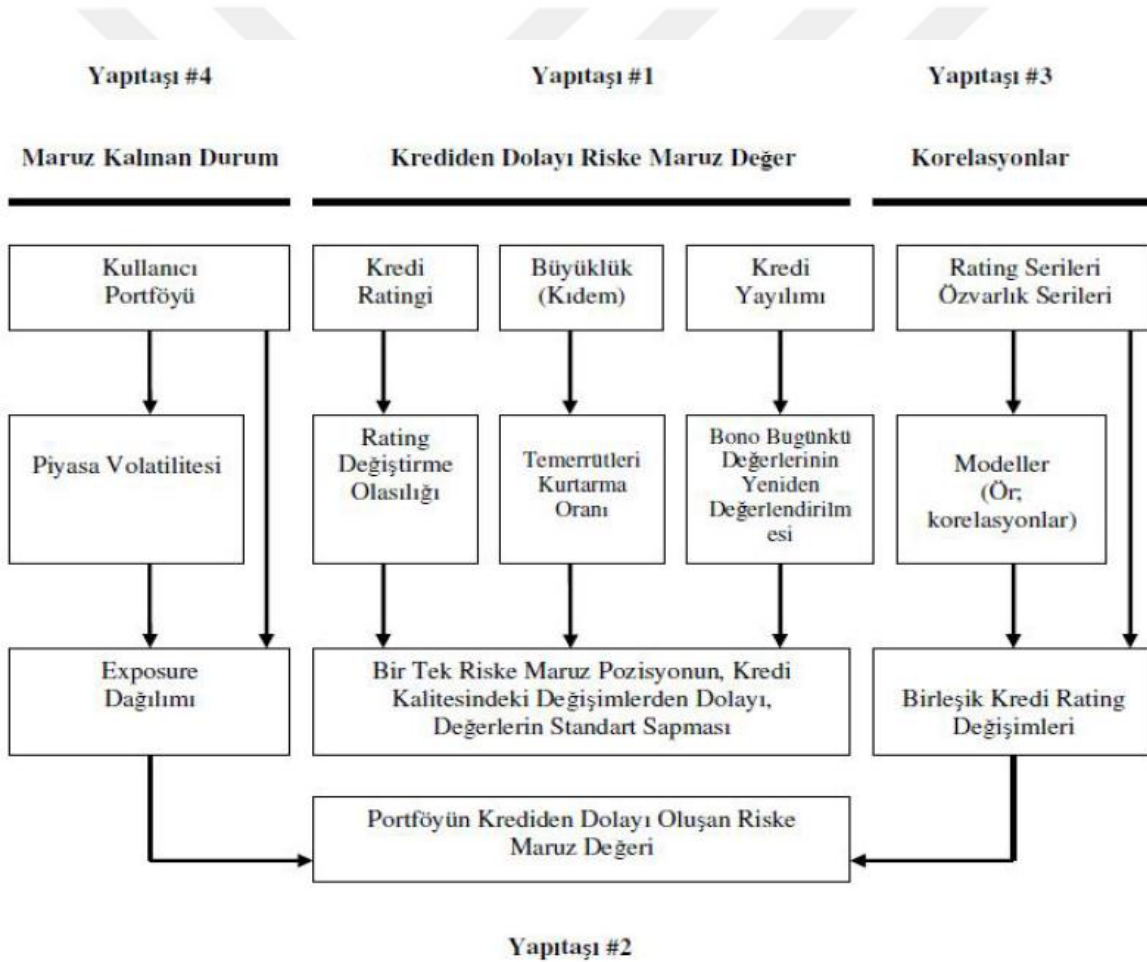 Yapıtaşı #4
Yapıtaşı #1
Yapıtaşı #3
Maruz Kalınan Durum
Krediden Dolayı Riske Maruz Değer
Korelasyonlar
Kullanıcı
Portföyü
Kredi
Ratingi
Büyüklük
(Kıdem)
Kredi
Yayılımı
Rating Serileri
Özvarlık Serileri
Piyasa Volatilitesi
Rating
Değiştirme
Olasılığı
Temerrütleri
Kurtarma
Oranı
Bono Bugünkü
Değerlerinin
Yeniden
Değerlendirilm
esi
Modeller
(Ör;
korelasyonlar)
Exposure
Dağılımı
Bir Tek Riske Maruz Pozisyonun, Kredi
Kalitesindeki Değişimlerden Dolayı,
Değerlerin Standart Sapması
Birleşik Kredi Rating
Değişimleri
Portföyün Krediden Dolayı Oluşan Riske
Maruz Değeri
Yapıtaşı #2